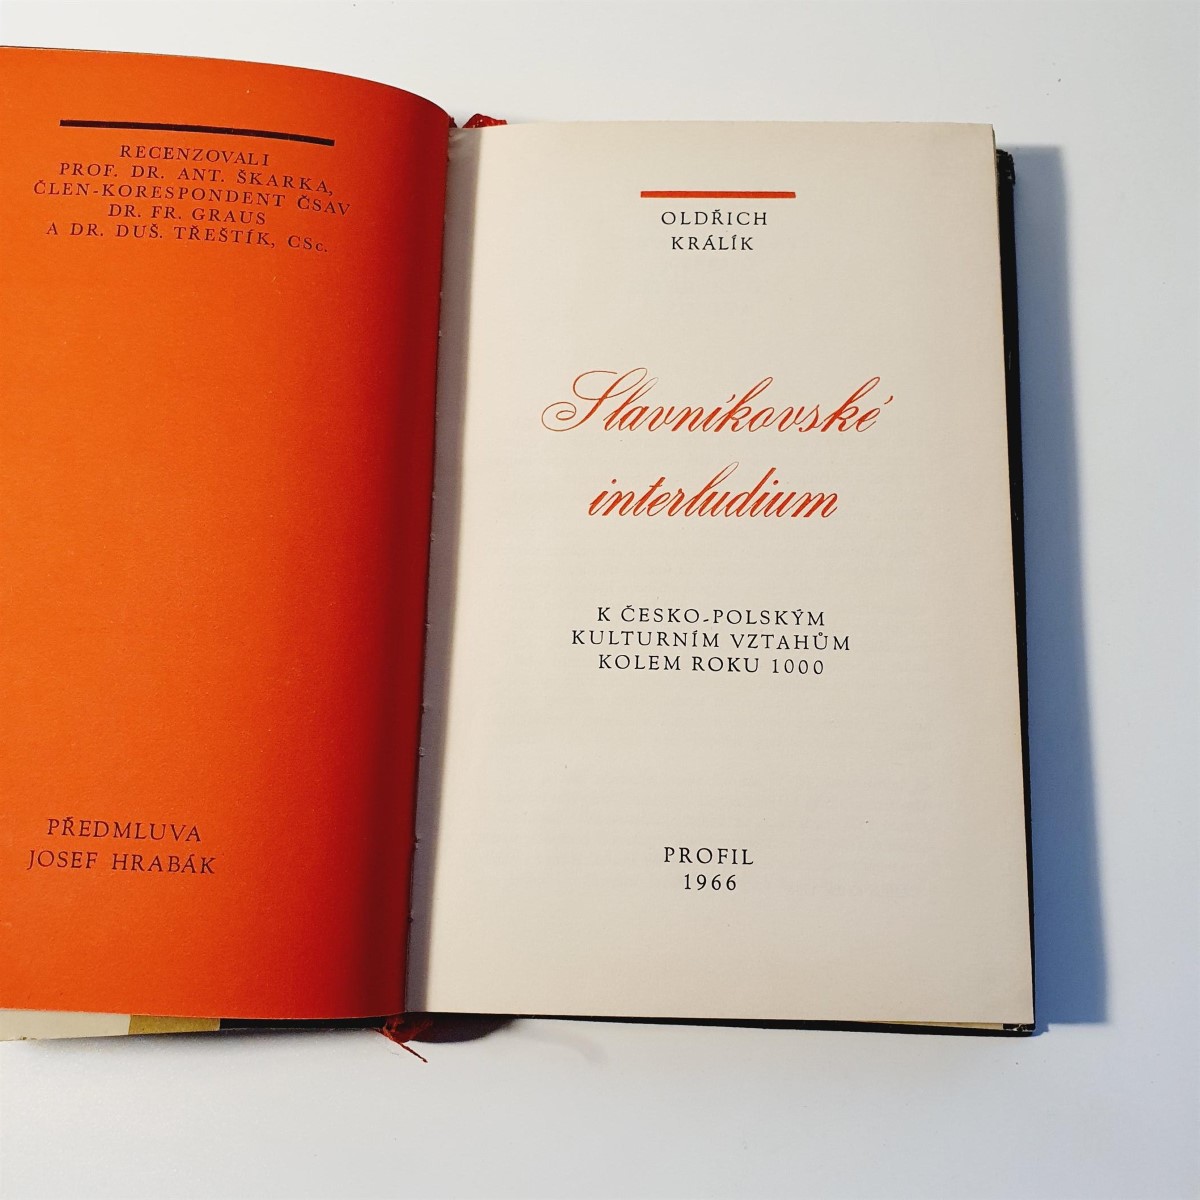 RECENZOVALI
PROF. DR. ANT. ŠKARKA,
ČLEN-KORESPONDENT ČSAV
DR. FR. GRAUS
A DR. DUŠ. TŘEŠTÍK, CSc.
PŘEDMLUVA
JOSEF HRABÁK
OLDŘICH
KRÁLÍK
Slavníkovské
interludium
K ČESKO-POLSKÝM
KULTURNÍM VZTAHŮM
KOLEM ROKU 1000
PROFIL
1966